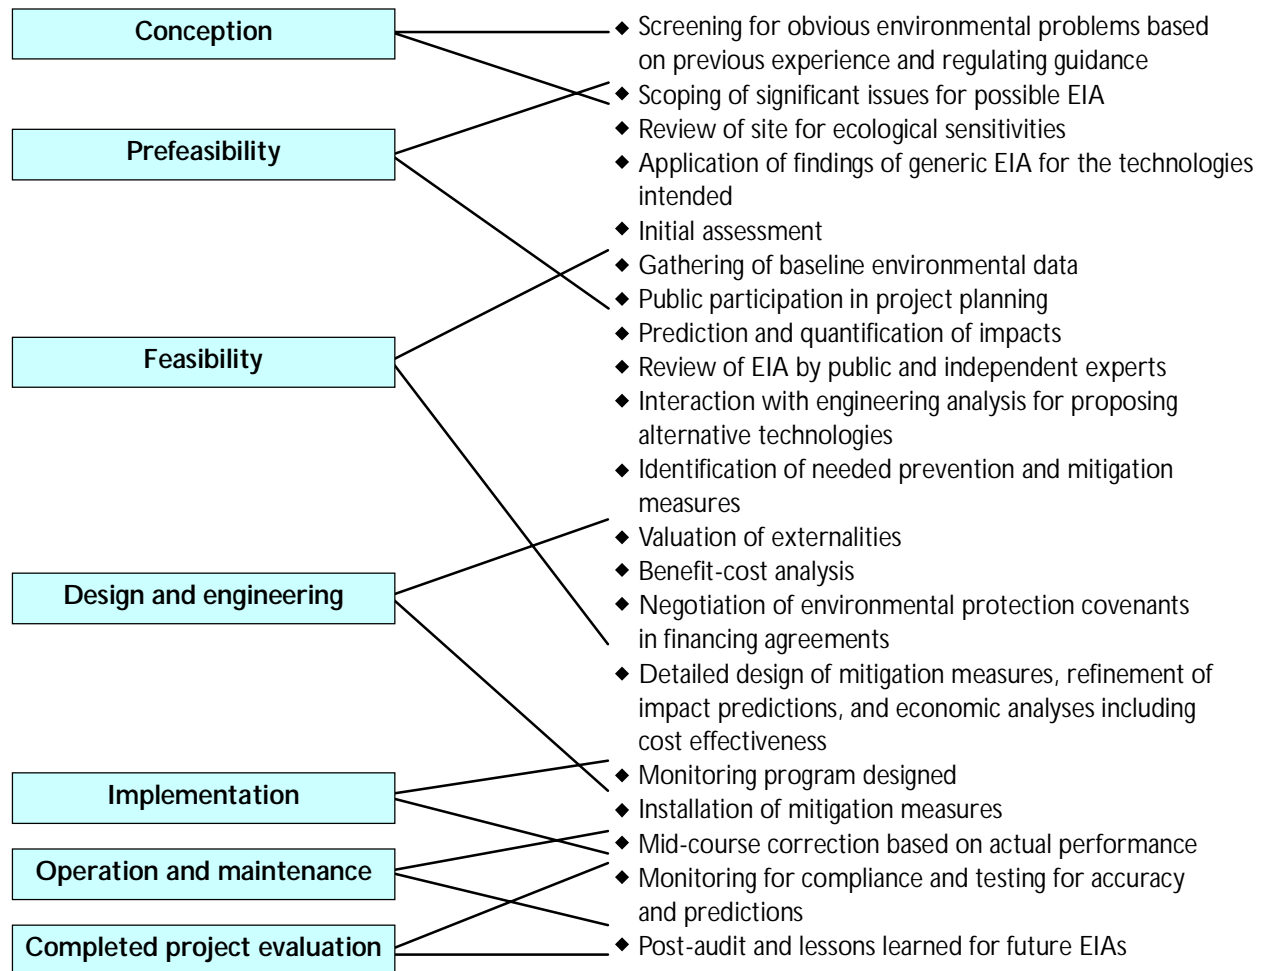 Conception
Prefeasibility
Feasibility
Design and engineering
Implementation
Operation and maintenance
Completed project evaluation
◆ Screening for obvious environmental problems based
on previous experience and regulating guidance
◆ Scoping of significant issues for possible EIA
◆ Review of site for ecological sensitivities
◆ Application of findings of generic EIA for the technologies
intended
◆ Initial assessment
◆ Gathering of baseline environmental data
◆ Public participation in project planning
◆ Prediction and quantification of impacts
◆ Review of EIA by public and independent experts
◆ Interaction with engineering analysis for proposing
alternative technologies
◆ Identification of needed prevention and mitigation
measures
◆ Valuation of externalities
◆ Benefit-cost analysis
◆ Negotiation of environmental protection covenants
in financing agreements
◆ Detailed design of mitigation measures, refinement of
impact predictions, and economic analyses including
cost effectiveness
◆ Monitoring program designed
◆ Installation of mitigation measures
◆ Mid-course correction based on actual performance
◆ Monitoring for compliance and testing for accuracy
and predictions
◆ Post-audit and lessons learned for future EIAs